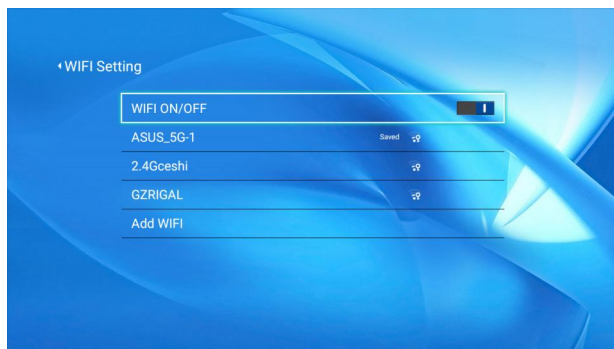 WIFI Setting
WIFI ON/OFF
ASUS_5G-1 Saved
2.4Gceshi
GZRIGAL
Add WIFI